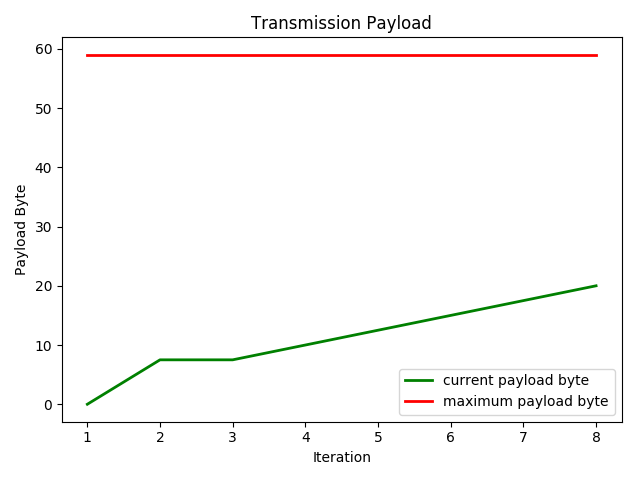 Transmission Payload
60
50
40
30
20
10
0
Payload Byte
current payload byte
maximum payload byte
1 2 3 4 5 6 7 8
Iteration